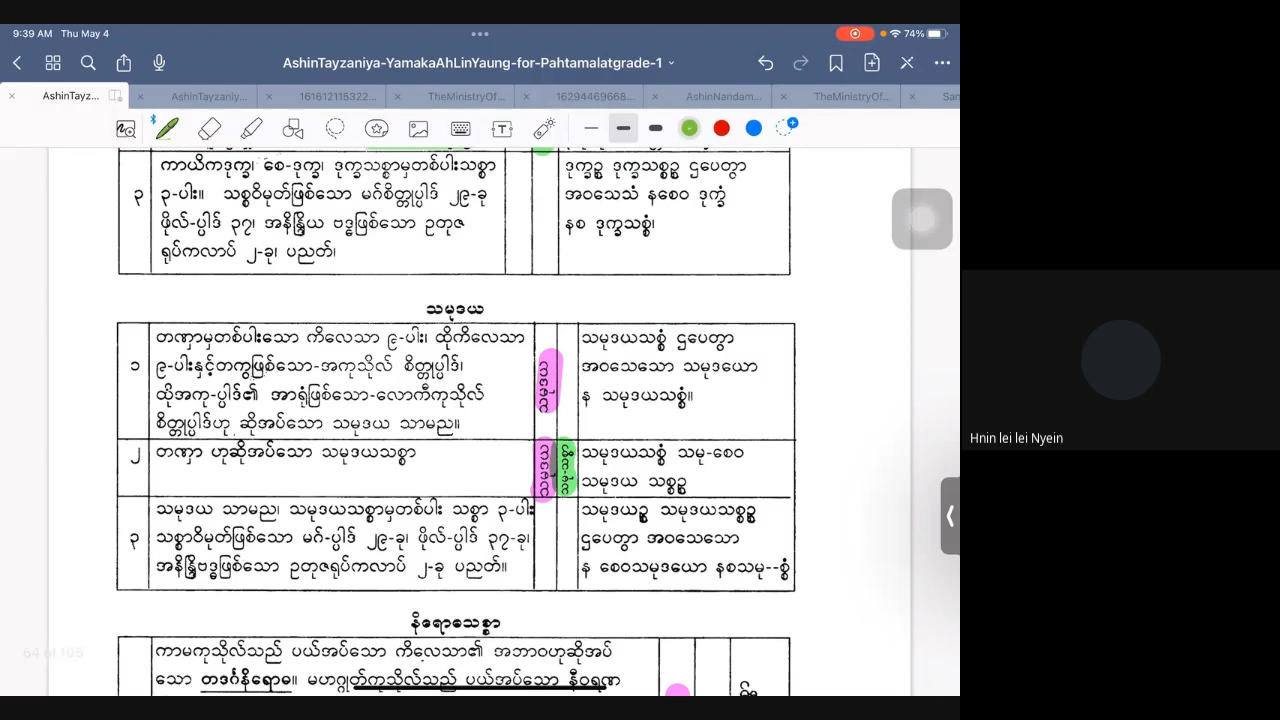 9:39 AM Thu May 4
74%
AshinTayzaniya-YamakaAhLinYaung-for-Pahtamalatgrade-1
AshinTayz...
AshinTayzaniy...
161612115322...
TheMinistryOf...
16294469668...
AshinNandam...
TheMinistryOf...
San
ကာယိကဒုက္ခ၊ စေ-ဒုက္ခ၊ ဒုက္ခသစ္စာမှတစ်ပါးသစ္စာ
၃ ၃-ပါး။ သစ္စဝိမုတ်ဖြစ်သော မဂ်စိတ္တုပ္ပါဒ် ၂၉-ခု
ဖိုလ်-ပ္ပါဒ် ၃၇၊ အနိန္ဒြိယ ဗဒ္ဓဖြစ်သော ဥတုဇ
ရုပ်ကလာပ် ၂-ခု၊ ပညတ်၊
ဒုက္ခဉ္စ ဒုက္ခသစ္စဉ္စ ဌပေတွာ
အဝသေသံ နစေဝ ဒုက္ခံ
နစ ဒုက္ခသစ္စံ၊
သမုဒယ
တဏှာမှတစ်ပါးသော ကိလေသာ ၉-ပါး၊ ထိုကိလေသာ
၁ ၉-ပါးနှင့်တကွဖြစ်သော-အကုသိုလ် စိတ္တုပ္ပါဒ်၊
ထိုအကု-ပ္ပါဒ်၏ အာရုံဖြစ်သော-လောကီကုသိုလ်
စိတ္တုပ္ပါဒ်ဟု ဆိုအပ်သော သမုဒယ သာမည။
သမုဒယသစ္စံ ဌပေတွာ
အဝသေသော သမုဒယော
န သမုဒယသစ္စံ။
၂ တဏှာ ဟုဆိုအပ်သော သမုဒယသစ္စာ
သမုဒယသစ္စံ သမု-စေဝ
သမုဒယ သစ္စဉ္စ
သမုဒယ သာမည၊ သမုဒယသစ္စာမှတစ်ပါး သစ္စာ ၃-ပါး
၃ သစ္စာဝိမုတ်ဖြစ်သော မဂ်-ပ္ပါဒ် ၂၉-ခု၊ ဖိုလ်-ပ္ပါဒ် ၃၇-ခု၊
အနိန္ဒြိဗဒ္ဓဖြစ်သော ဥတုဇရုပ်ကလာပ် ၂-ခု ပညတ်။
သမုဒယဉ္စ သမုဒယသစ္စဉ္စ
ဌပေတွာ အဝသေသော
န စေဝသမုဒယော နစသမု--စ္စံ
နိရောဓသစ္စာ
ကာမကုသိုလ်သည် ပယ်အပ်သော ကိလေသာ၏ အဘာဝဟုဆိုအပ်
သော တဒင်္ဂနိရောဓ။ မဟဂ္ဂုတ်ကုသိုလ်သည် ပယ်အပ်သော နီဝရဏ
64 of 105
Hnin lei lei Nyein